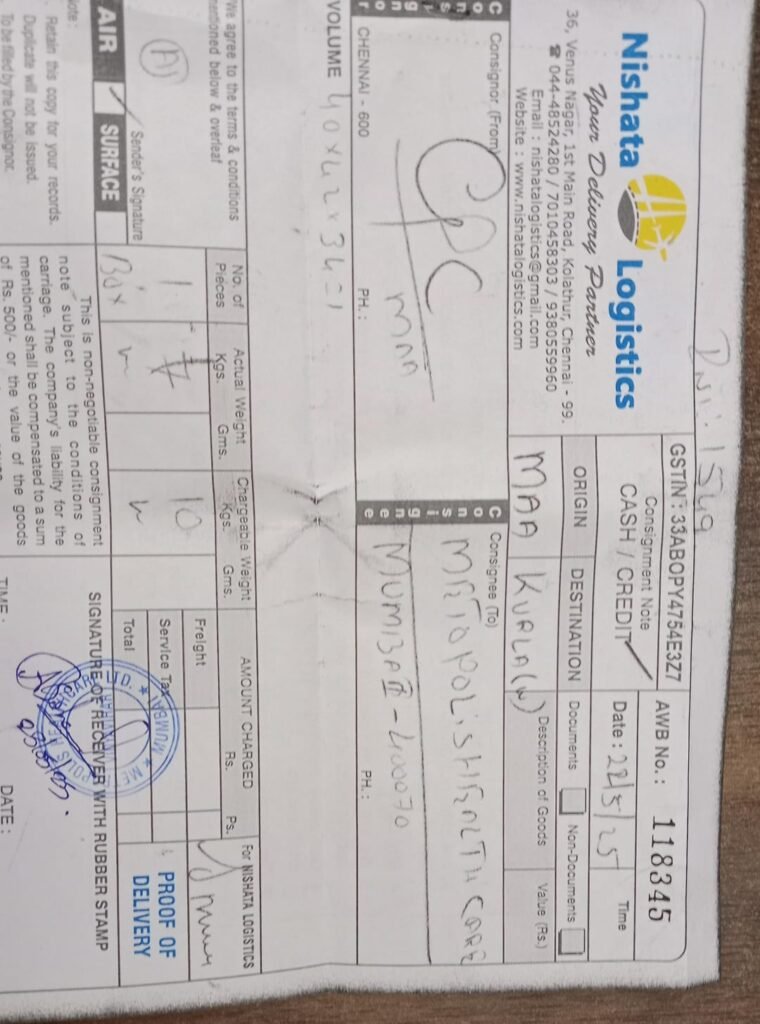 DNI: 1549
Nishata Logistics
Your Delivery Partner
36, Venus Nagar, 1st Main Road, Kolathur, Chennai - 99.
☎ 044-48524280 / 7010458303 / 9380559960
Email : nishatalogistics@gmail.com
Website : www.nishatalogistics.com
GSTIN : 33ABOPY4754E3Z7
Consignment Note
CASH / CREDIT
AWB No. : 118345
Date : 22/5/25
Time
ORIGIN
DESTINATION
Documents
Non-Documents
MAA
KURLA (W)
Description of Goods
Value (Rs.)
Consignor
Consignor (From)
CPC
MAA
CHENNAI - 600
PH. :
Consignee
Consignee (To)
METROPOLIS HEALTH CARE
MUMBAI - 400070
PH. :
VOLUME 40x42x34=1
We agree to the terms & conditions
mentioned below & overleaf
Sender's Signature
AIR
SURFACE
No. of
Pieces
Actual Weight
Kgs.
Gms.
Chargeable Weight
Kgs.
Gms.
1
Box
10
AMOUNT CHARGED
Rs.
Ps.
Freight
Service Tax
Total
For NISHATA LOGISTICS
PROOF OF
DELIVERY
Note :
Retain this copy for your records.
Duplicate will not be issued.
To be filled by the Consignor.
This is non-negotiable consignment
note subject to the conditions of
carriage. The company's liability for the
mentioned shall be compensated to a sum
of Rs. 500/- or the value of the goods
SIGNATURE OF RECEIVER WITH RUBBER STAMP
LTD. ★ MUMBAI ★
TIME :
DATE :